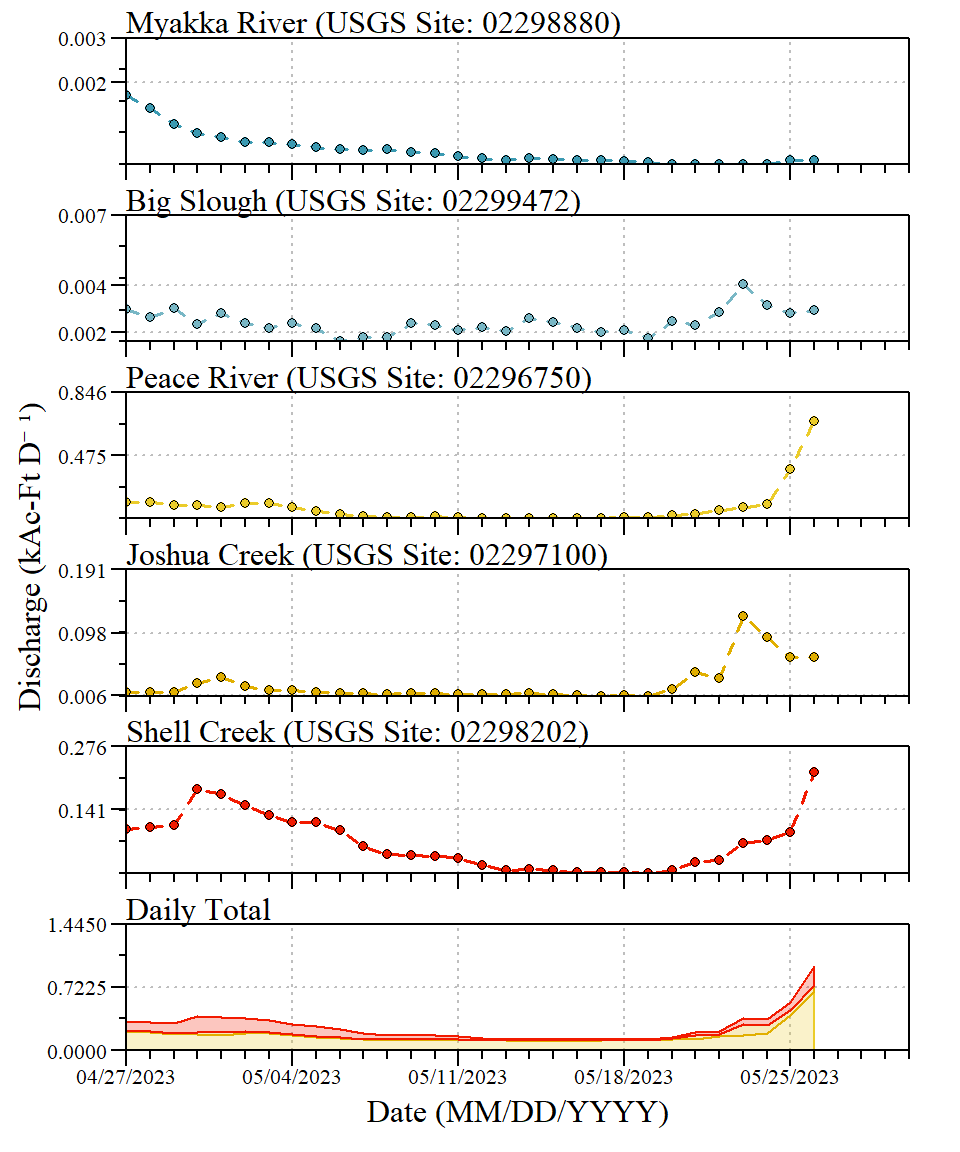 Myakka River (USGS Site: 02298880)
0.003
0.002
Big Slough (USGS Site: 02299472)
0.007
0.004
0.002
Peace River (USGS Site: 02296750)
0.846
0.475
Joshua Creek (USGS Site: 02297100)
0.191
0.098
0.006
Shell Creek (USGS Site: 02298202)
0.276
0.141
Daily Total
1.4450
0.7225
0.0000
04/27/2023 05/04/2023 05/11/2023 05/18/2023 05/25/2023
Date (MM/DD/YYYY)
Discharge (kAc-Ft D⁻¹)